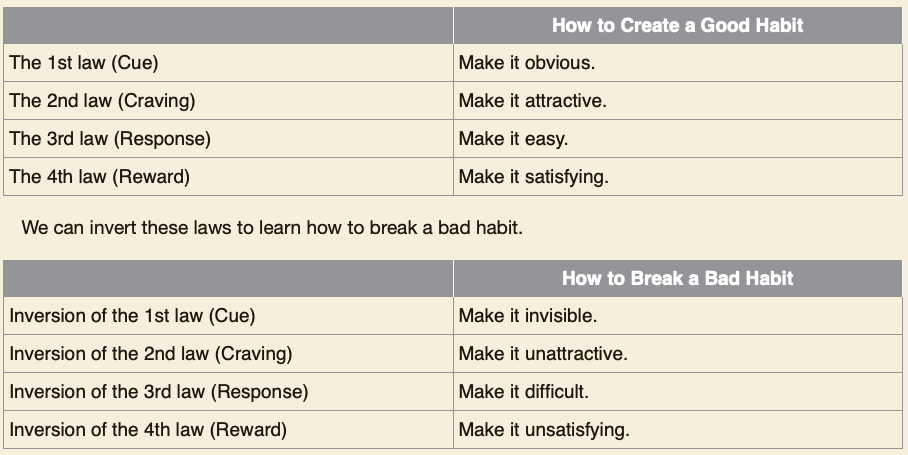 How to Create a Good Habit
The 1st law (Cue) Make it obvious.
The 2nd law (Craving) Make it attractive.
The 3rd law (Response) Make it easy.
The 4th law (Reward) Make it satisfying.
We can invert these laws to learn how to break a bad habit.
How to Break a Bad Habit
Inversion of the 1st law (Cue) Make it invisible.
Inversion of the 2nd law (Craving) Make it unattractive.
Inversion of the 3rd law (Response) Make it difficult.
Inversion of the 4th law (Reward) Make it unsatisfying.